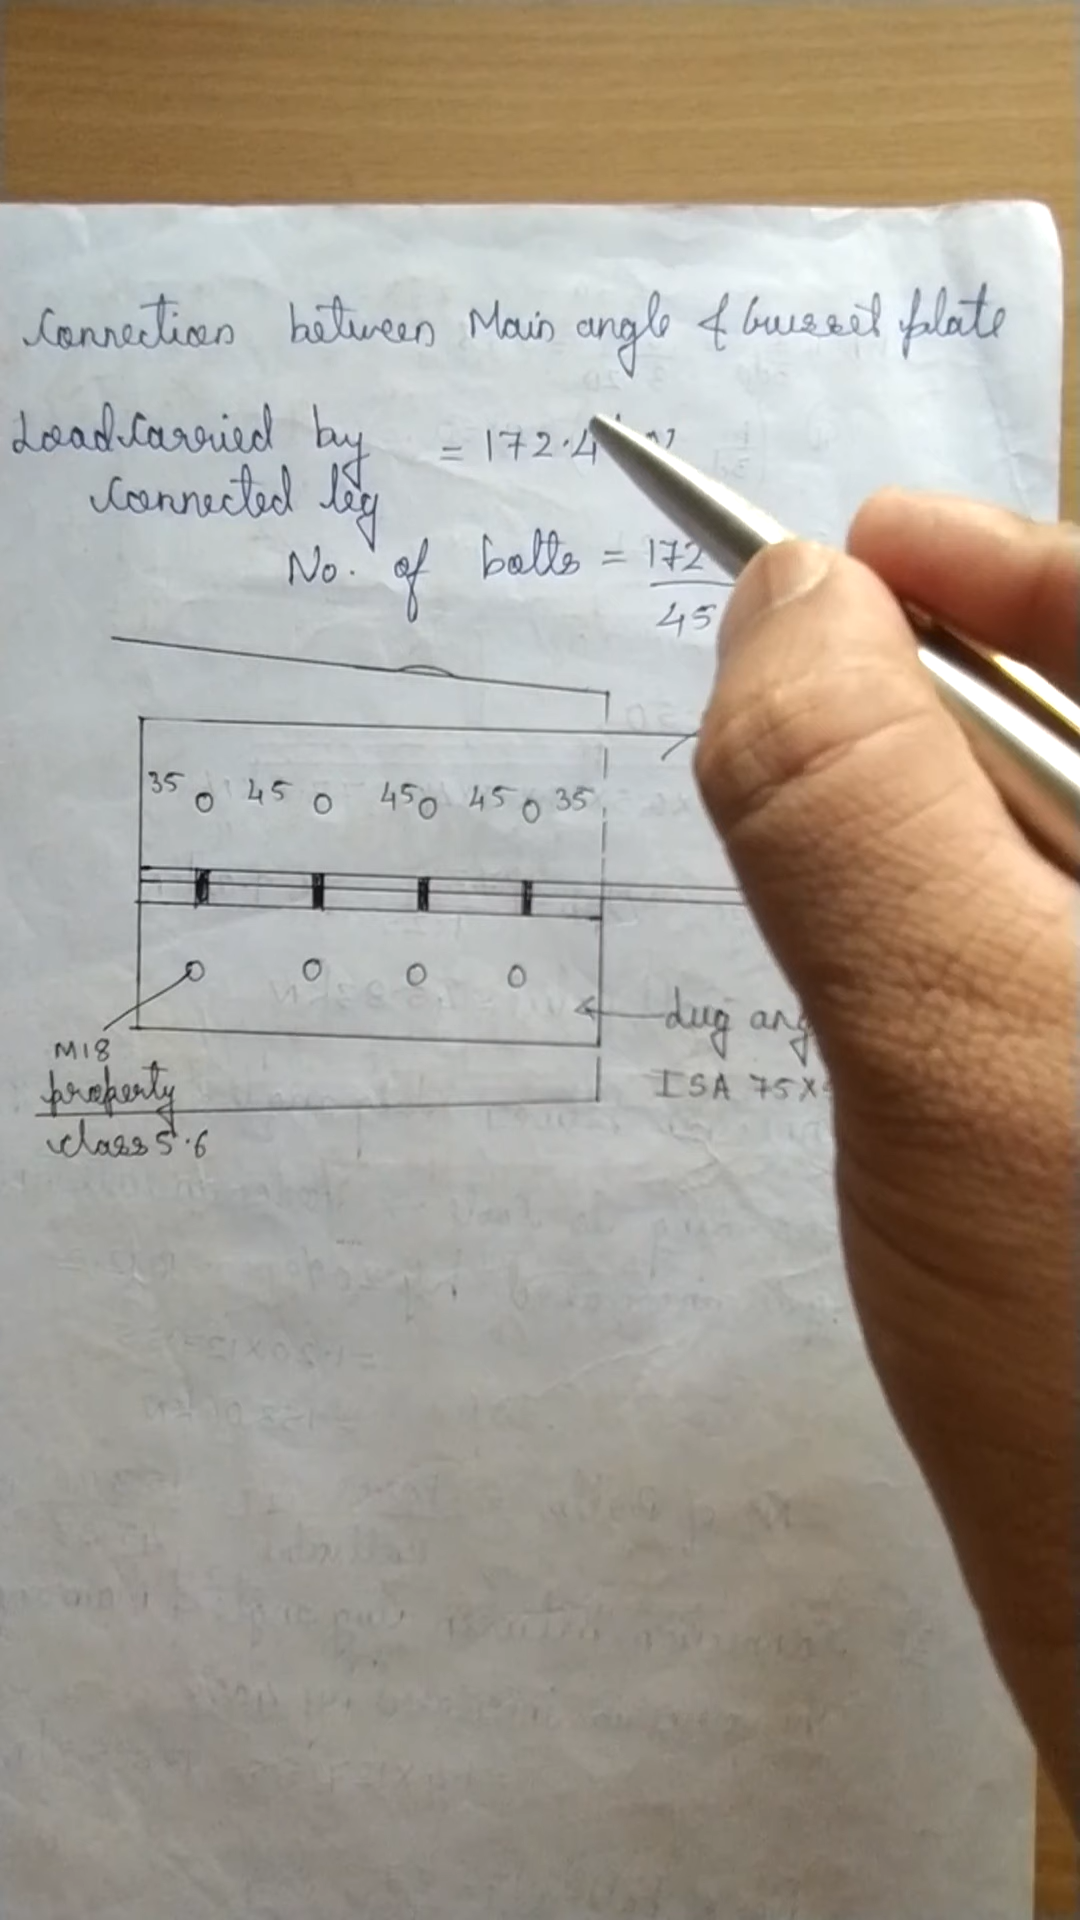 Connection between Main angle & Gusset plate
Load carried by = 172.4
Connected leg
No. of bolts = 172
45
35 45 45 45 35
Lug
M18
ISA 75X
property
class 5.6